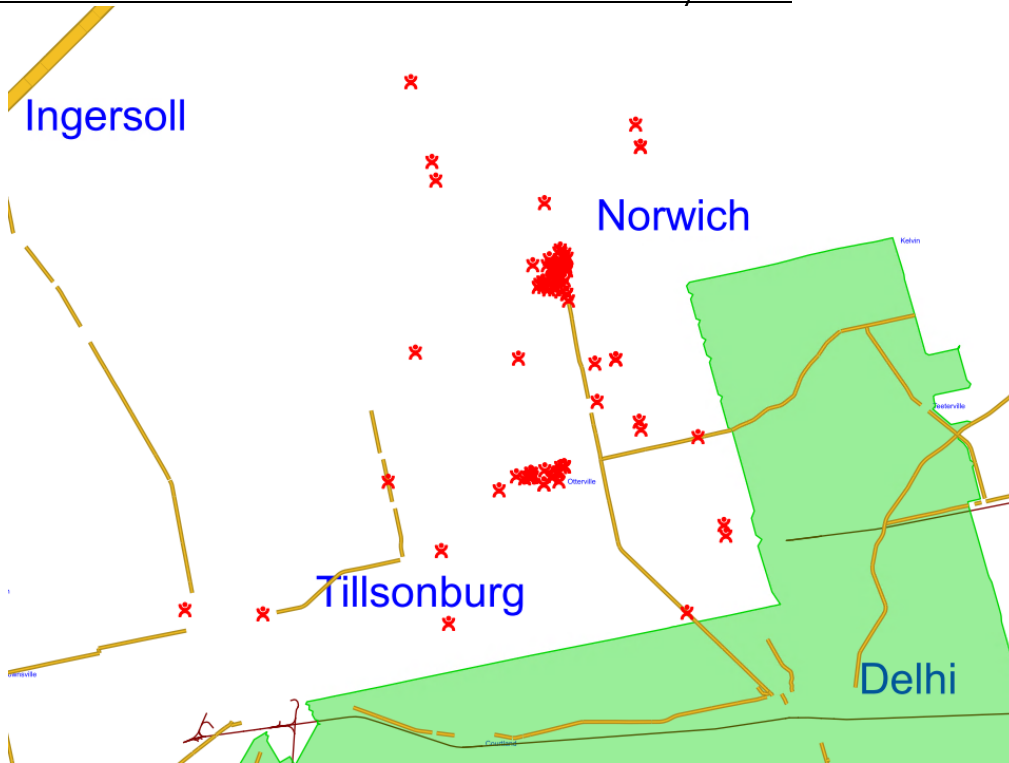 Ingersoll
Norwich
Kelvin
Teeterville
Otterville
Tillsonburg
Delhi
Courtland